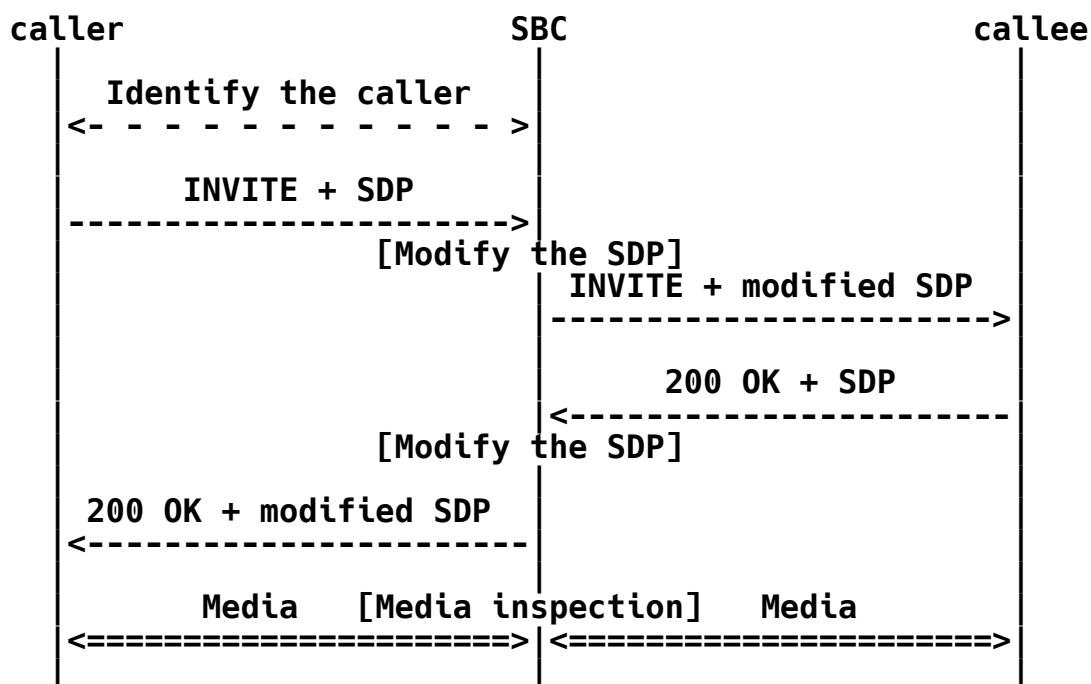 caller SBC callee
Identify the caller
<- - - - - - - - - - - >
INVITE + SDP
----------------------->
[Modify the SDP]
INVITE + modified SDP
----------------------->
200 OK + SDP
<-----------------------
[Modify the SDP]
200 OK + modified SDP
<-----------------------
Media [Media inspection] Media
<======================>|<======================>